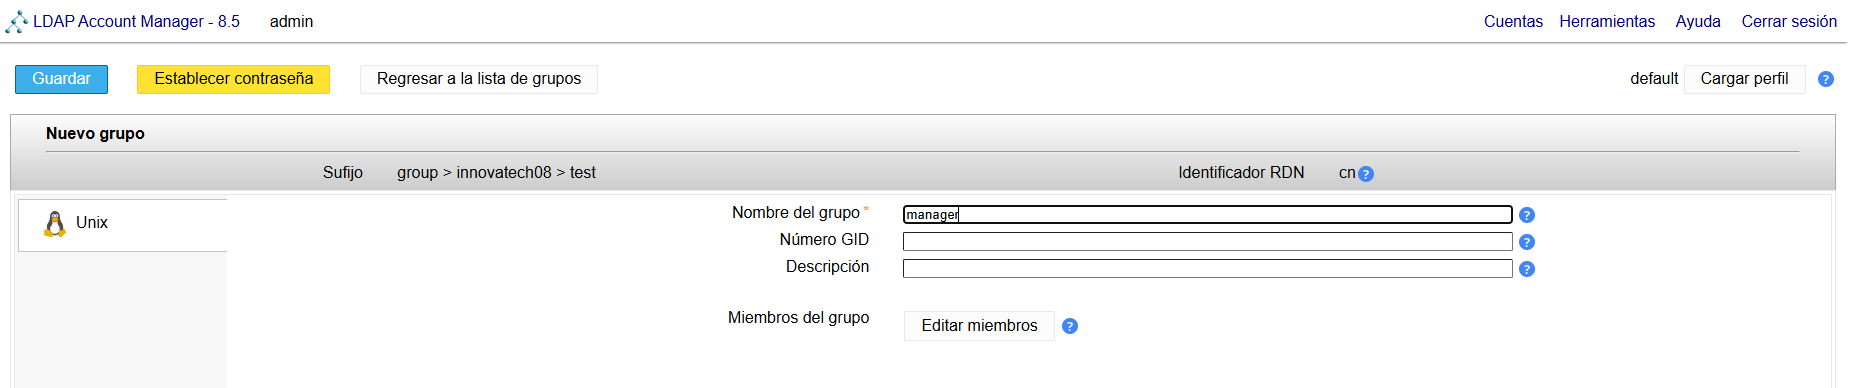 LDAP Account Manager - 8.5 admin Cuentas Herramientas Ayuda Cerrar sesión
Guardar Establecer contraseña Regresar a la lista de grupos default Cargar perfil ?
Nuevo grupo
Sufijo group > innovatech08 > test Identificador RDN cn ?
Unix
Nombre del grupo * manager ?
Número GID ?
Descripción ?
Miembros del grupo Editar miembros ?